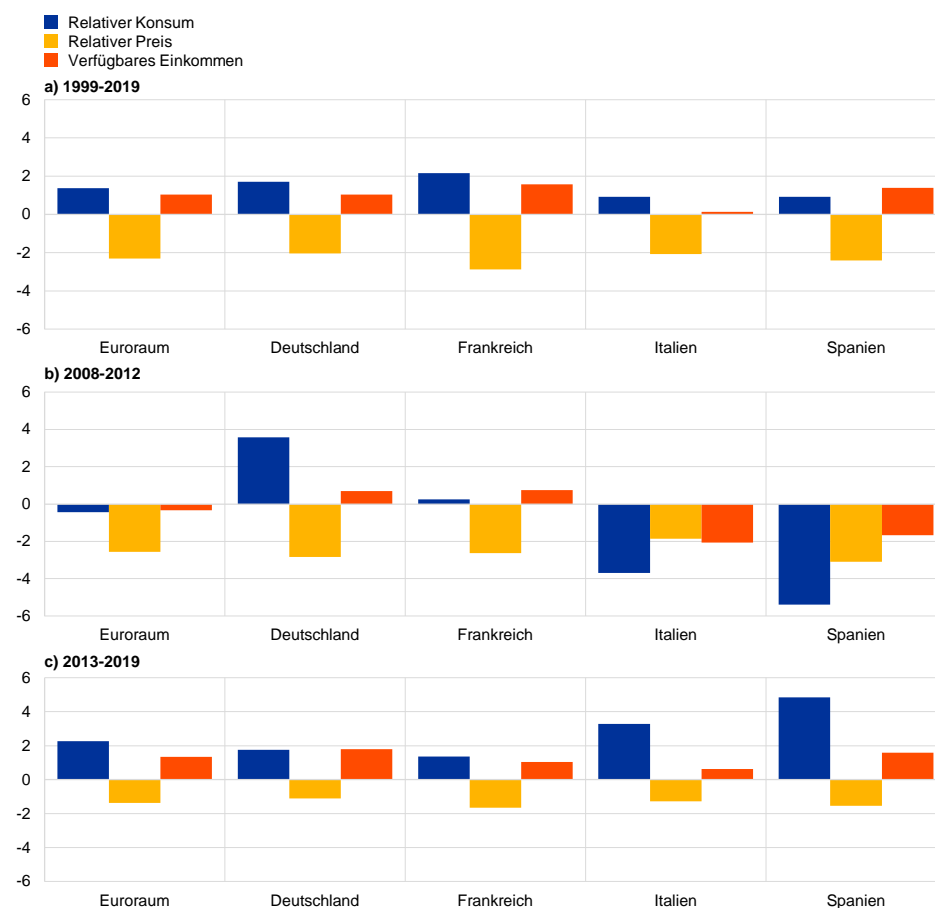 Relativer Konsum
Relativer Preis
Verfügbares Einkommen
a) 1999-2019
6
4
2
0
-2
-4
-6
Euroraum Deutschland Frankreich Italien Spanien
b) 2008-2012
6
4
2
0
-2
-4
-6
Euroraum Deutschland Frankreich Italien Spanien
c) 2013-2019
6
4
2
0
-2
-4
-6
Euroraum Deutschland Frankreich Italien Spanien